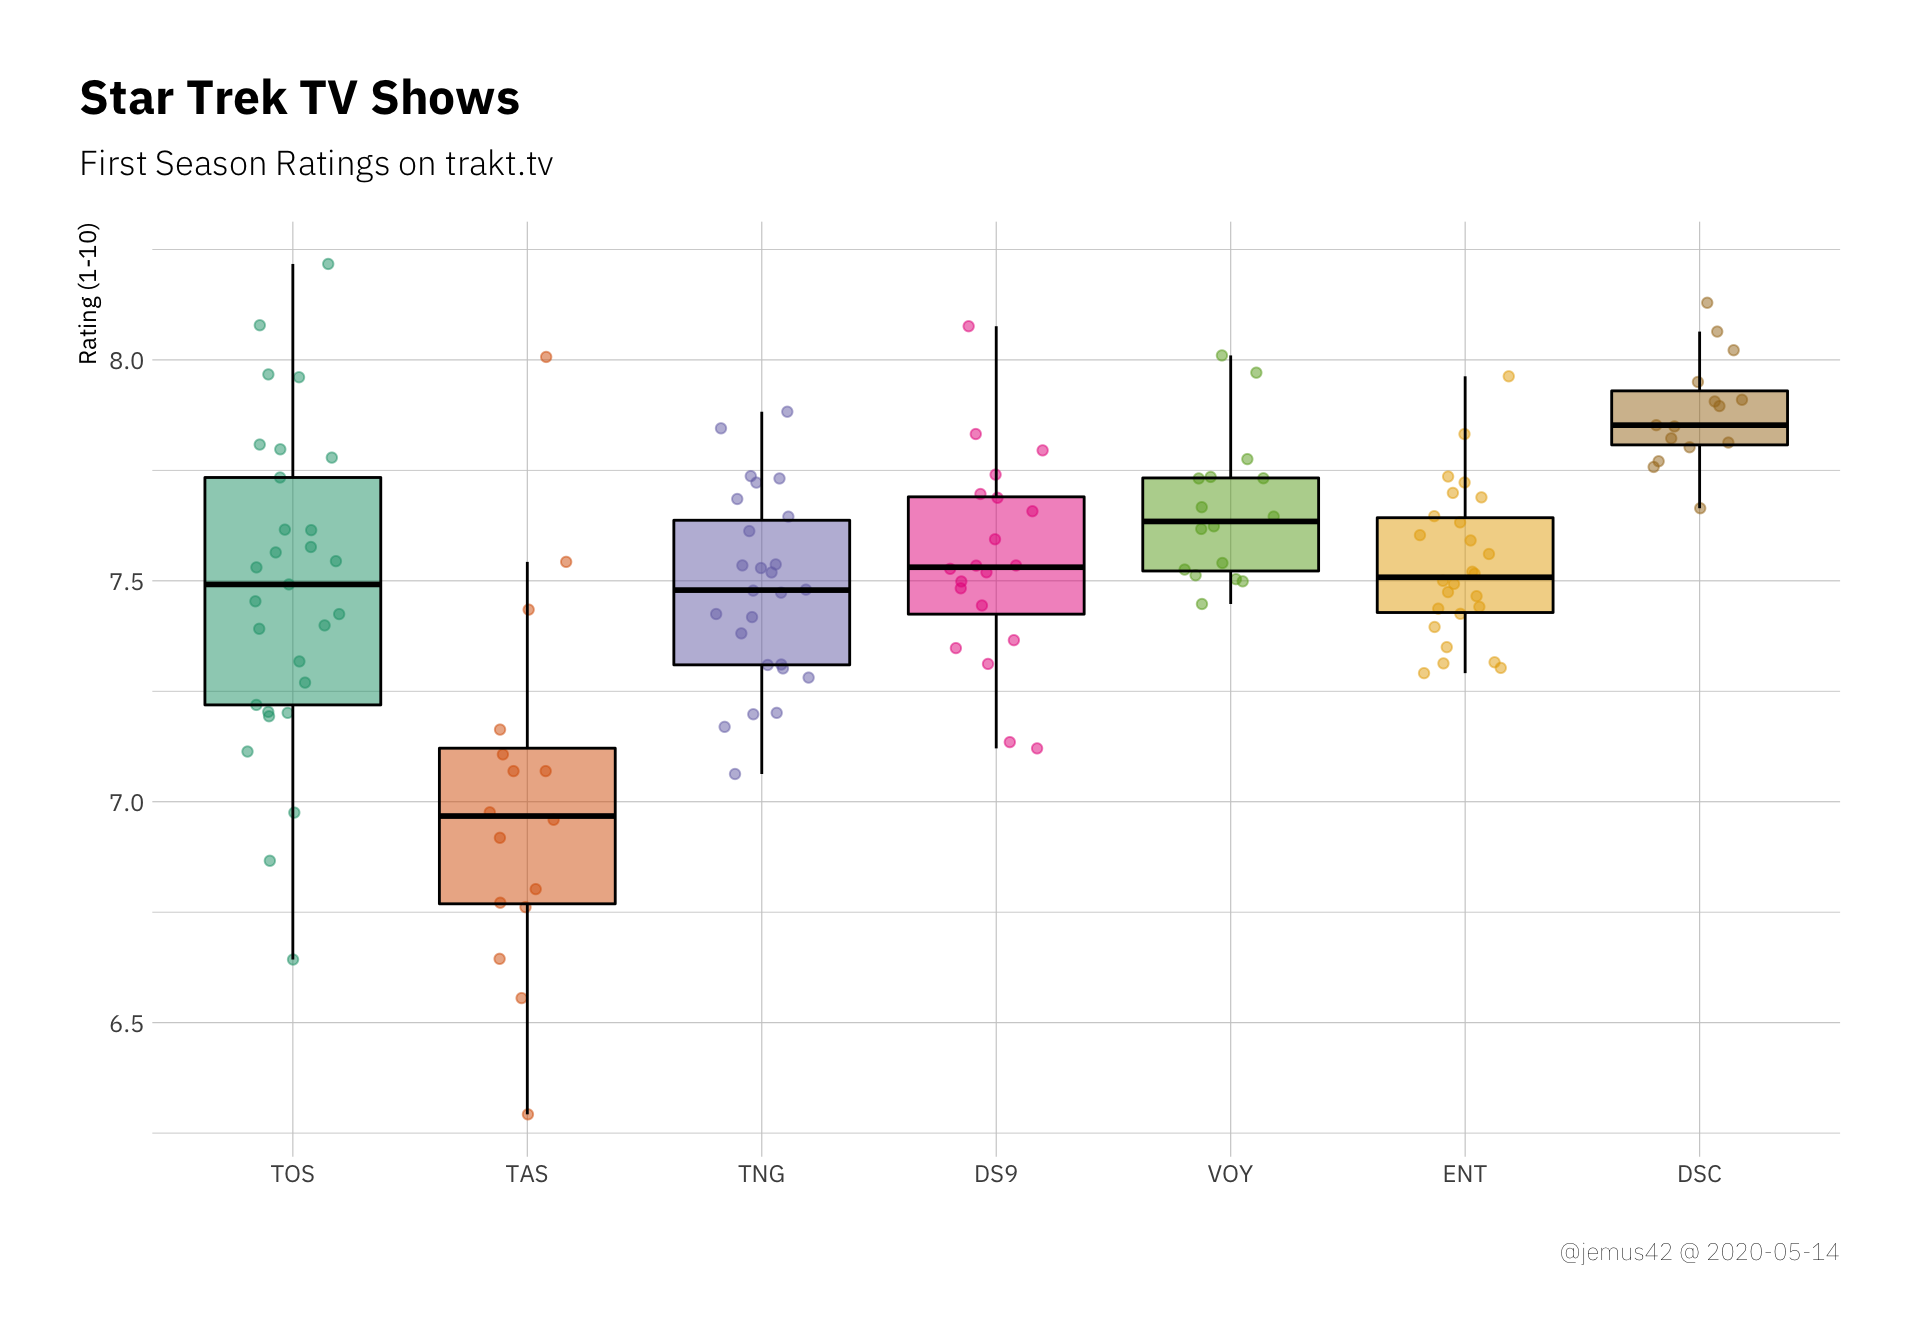 Star Trek TV Shows
First Season Ratings on trakt.tv
Rating (1-10)
8.0
7.5
7.0
6.5
TOS TAS TNG DS9 VOY ENT DSC
@jemus42 @ 2020-05-14